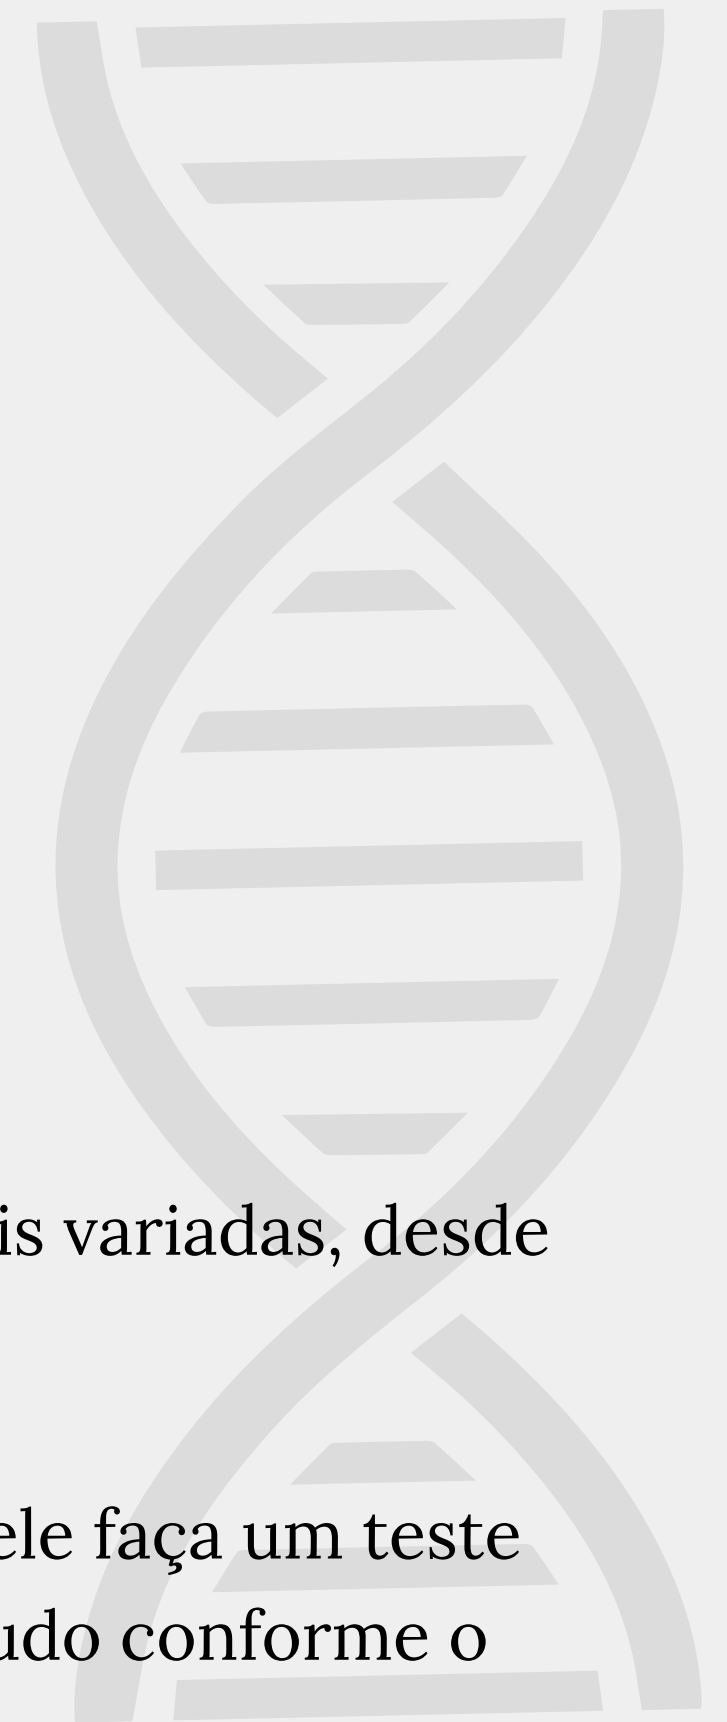 is variadas, desde
ele faça um teste
udo conforme o